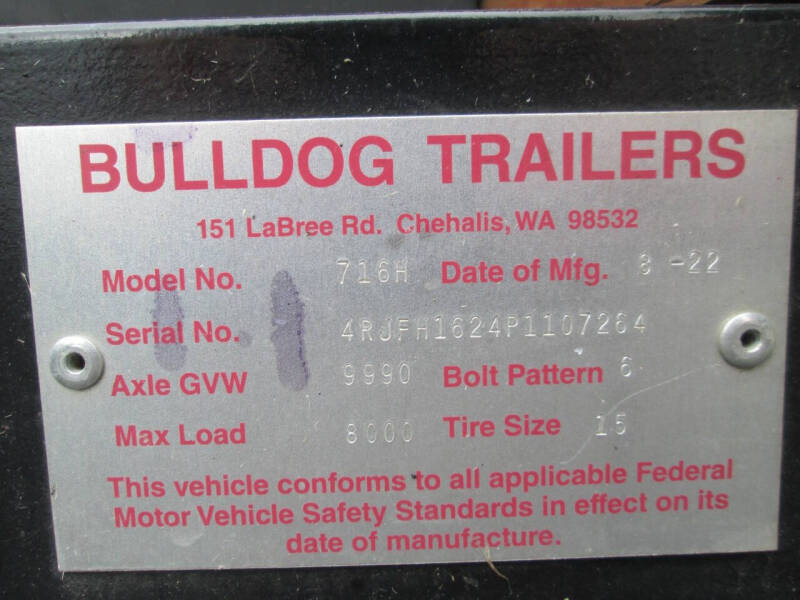 BULLDOG TRAILERS
151 LaBree Rd. Chehalis, WA 98532
Model No. 716H Date of Mfg. 8 -22
Serial No. 4RJFH1624P1107264
Axle GVW 9990 Bolt Pattern 6
Max Load 8000 Tire Size 15
This vehicle conforms to all applicable Federal
Motor Vehicle Safety Standards in effect on its
date of manufacture.